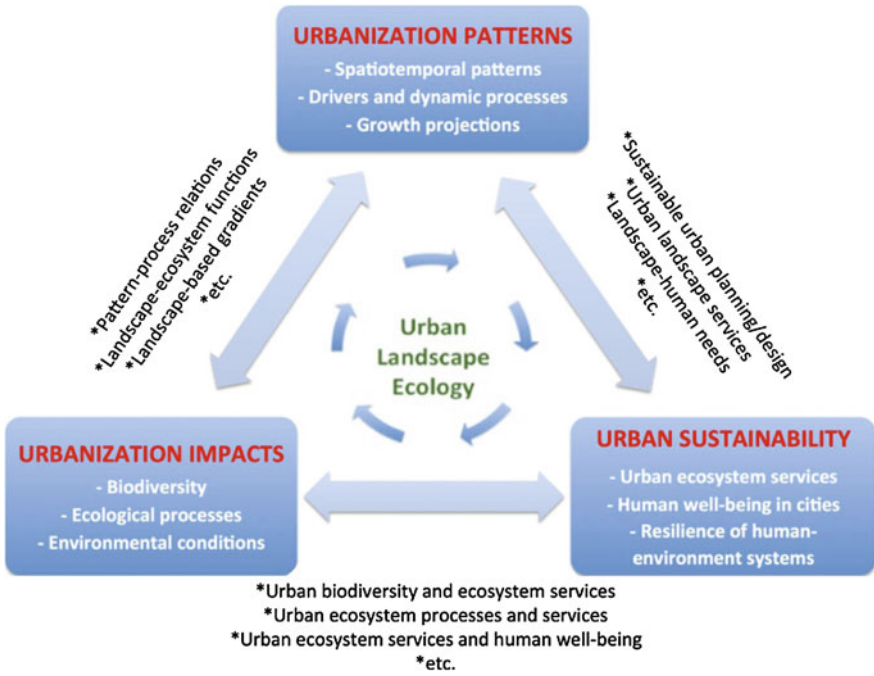 URBANIZATION PATTERNS
- Spatiotemporal patterns
- Drivers and dynamic processes
- Growth projections
*Pattern-process relations
*Landscape-ecosystem functions
*Landscape-based gradients
*etc.
*Sustainable urban planning/design
*Urban landscape services
*Landscape-human needs
*etc.
Urban
Landscape
Ecology
URBANIZATION IMPACTS
- Biodiversity
- Ecological processes
- Environmental conditions
URBAN SUSTAINABILITY
- Urban ecosystem services
- Human well-being in cities
- Resilience of human-
environment systems
*Urban biodiversity and ecosystem services
*Urban ecosystem processes and services
*Urban ecosystem services and human well-being
*etc.